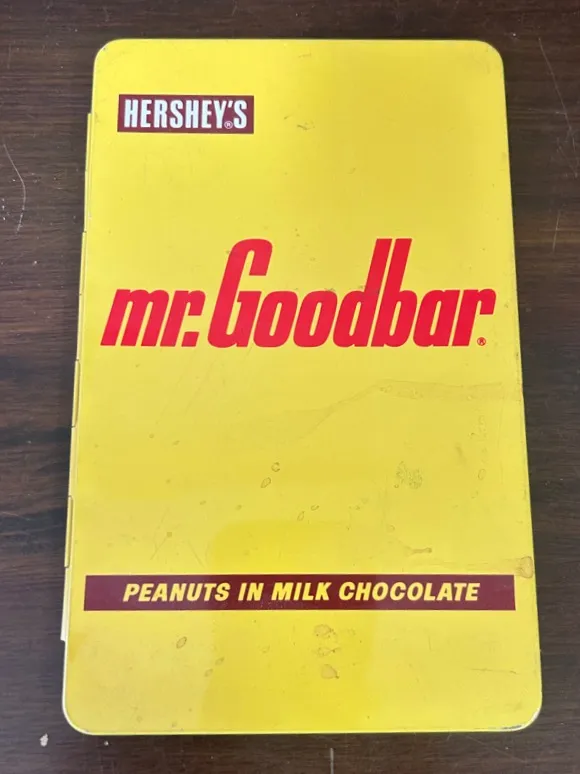 HERSHEY'S®
mr. Goodbar®
PEANUTS IN MILK CHOCOLATE